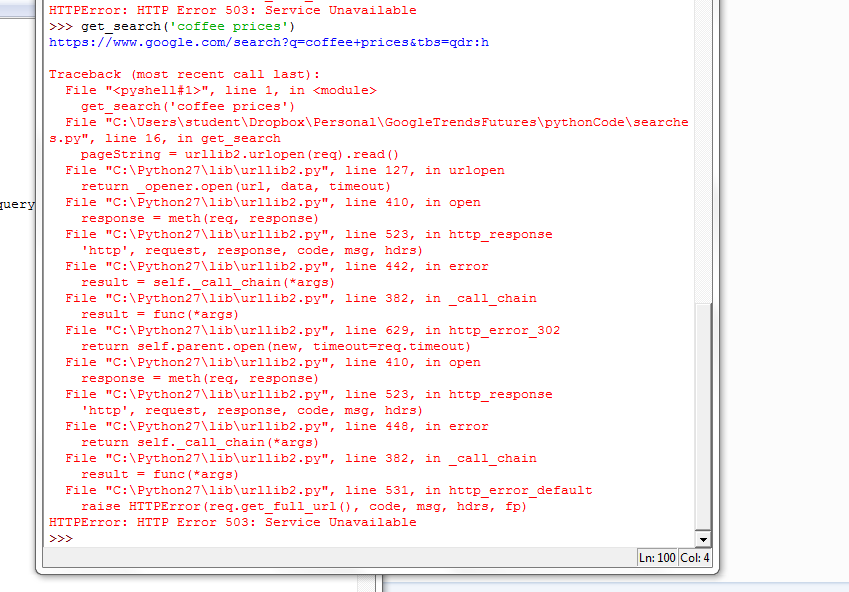 HTTPError: HTTP Error 503: Service Unavailable
>>> get_search('coffee prices')
https://www.google.com/search?q=coffee+prices&tbs=qdr:h
Traceback (most recent call last):
File "<pyshell#1>", line 1, in <module>
get_search('coffee prices')
File "C:\Users\student\Dropbox\Personal\GoogleTrendsFutures\pythonCode\searche
s.py", line 16, in get_search
pageString = urllib2.urlopen(req).read()
File "C:\Python27\lib\urllib2.py", line 127, in urlopen
return _opener.open(url, data, timeout)
File "C:\Python27\lib\urllib2.py", line 410, in open
query
response = meth(req, response)
File "C:\Python27\lib\urllib2.py", line 523, in http_response
'http', request, response, code, msg, hdrs)
File "C:\Python27\lib\urllib2.py", line 442, in error
result = self._call_chain(*args)
File "C:\Python27\lib\urllib2.py", line 382, in _call_chain
result = func(*args)
File "C:\Python27\lib\urllib2.py", line 629, in http_error_302
return self.parent.open(new, timeout=req.timeout)
File "C:\Python27\lib\urllib2.py", line 410, in open
response = meth(req, response)
File "C:\Python27\lib\urllib2.py", line 523, in http_response
'http', request, response, code, msg, hdrs)
File "C:\Python27\lib\urllib2.py", line 448, in error
return self._call_chain(*args)
File "C:\Python27\lib\urllib2.py", line 382, in _call_chain
result = func(*args)
File "C:\Python27\lib\urllib2.py", line 531, in http_error_default
raise HTTPError(req.get_full_url(), code, msg, hdrs, fp)
HTTPError: HTTP Error 503: Service Unavailable
>>>
Ln: 100 Col: 4